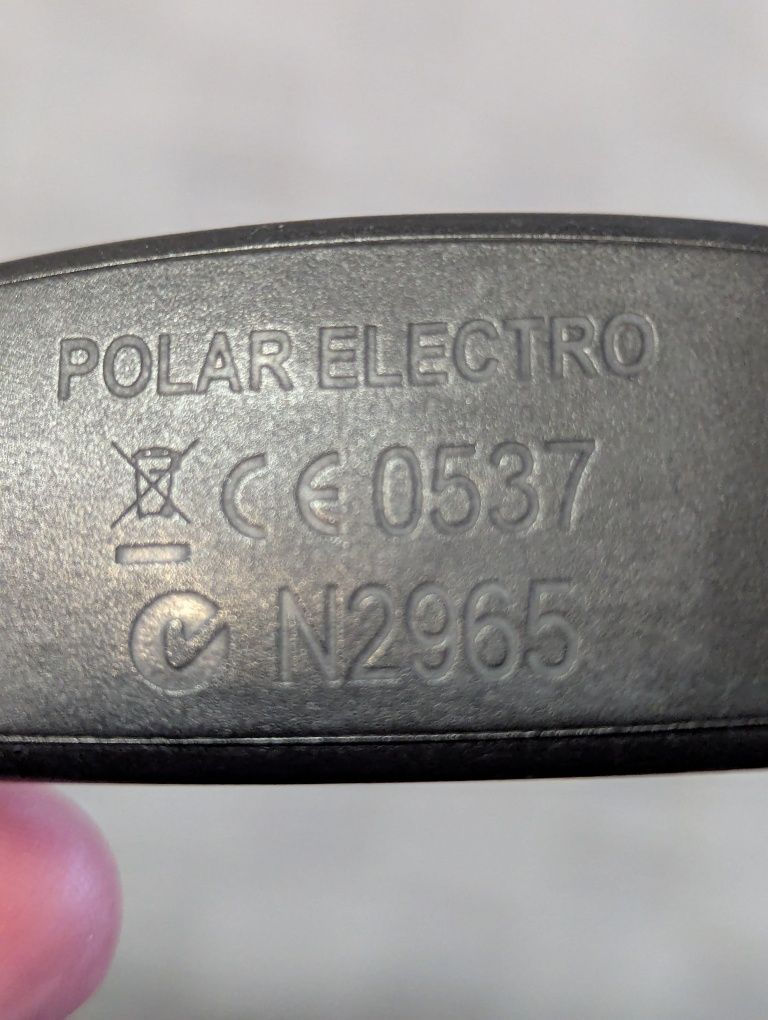 POLAR ELECTRO
CE 0537
N2965